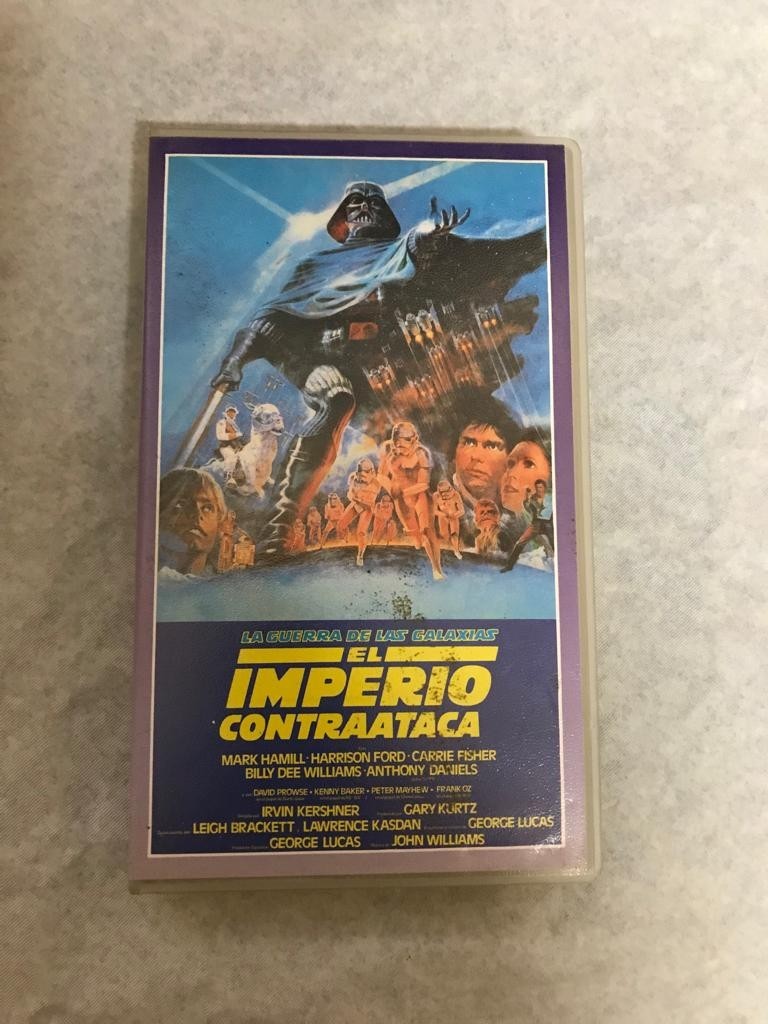 LA GUERRA DE LAS GALAXIAS
EL
IMPERIO
CONTRAATACA
MARK HAMILL · HARRISON FORD · CARRIE FISHER
BILLY DEE WILLIAMS · ANTHONY DANIELS
DAVID PROWSE • KENNY BAKER • PETER MAYHEW • FRANK OZ
IRVIN KERSHNER GARY KURTZ
LEIGH BRACKETT LAWRENCE KASDAN GEORGE LUCAS
GEORGE LUCAS JOHN WILLIAMS